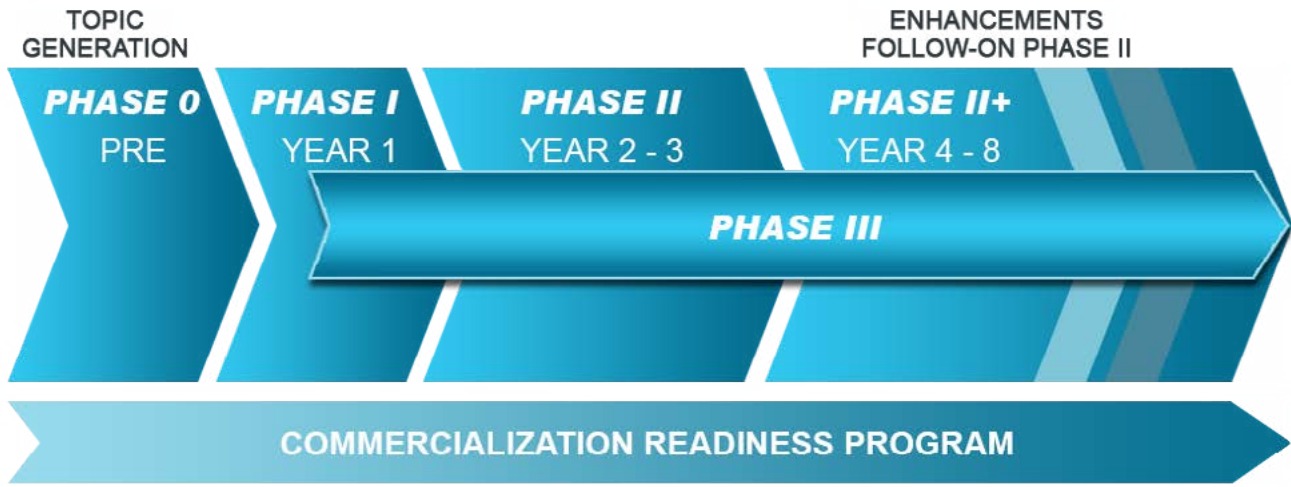 TOPIC
GENERATION
ENHANCEMENTS
FOLLOW-ON PHASE II
PHASE 0
PRE
PHASE I
YEAR 1
PHASE II
YEAR 2 - 3
PHASE II+
YEAR 4 - 8
PHASE III
COMMERCIALIZATION READINESS PROGRAM